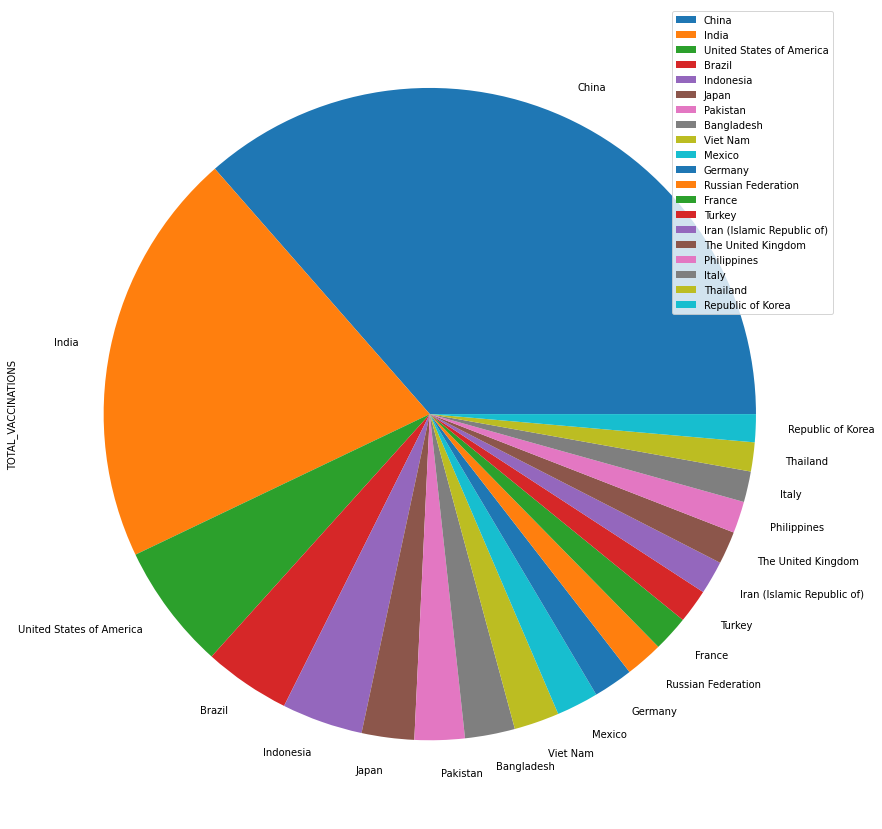 China
India
United States of America
Brazil
Indonesia
Japan
Pakistan
Bangladesh
Viet Nam
Mexico
Germany
Russian Federation
France
Turkey
Iran (Islamic Republic of)
The United Kingdom
Philippines
Italy
Thailand
Republic of Korea
China
India
TOTAL_VACCINATIONS
United States of America
Brazil
Indonesia
Japan
Pakistan
Bangladesh
Viet Nam
Mexico
Germany
Russian Federation
France
Turkey
Iran (Islamic Republic of)
The United Kingdom
Philippines
Italy
Thailand
Republic of Korea